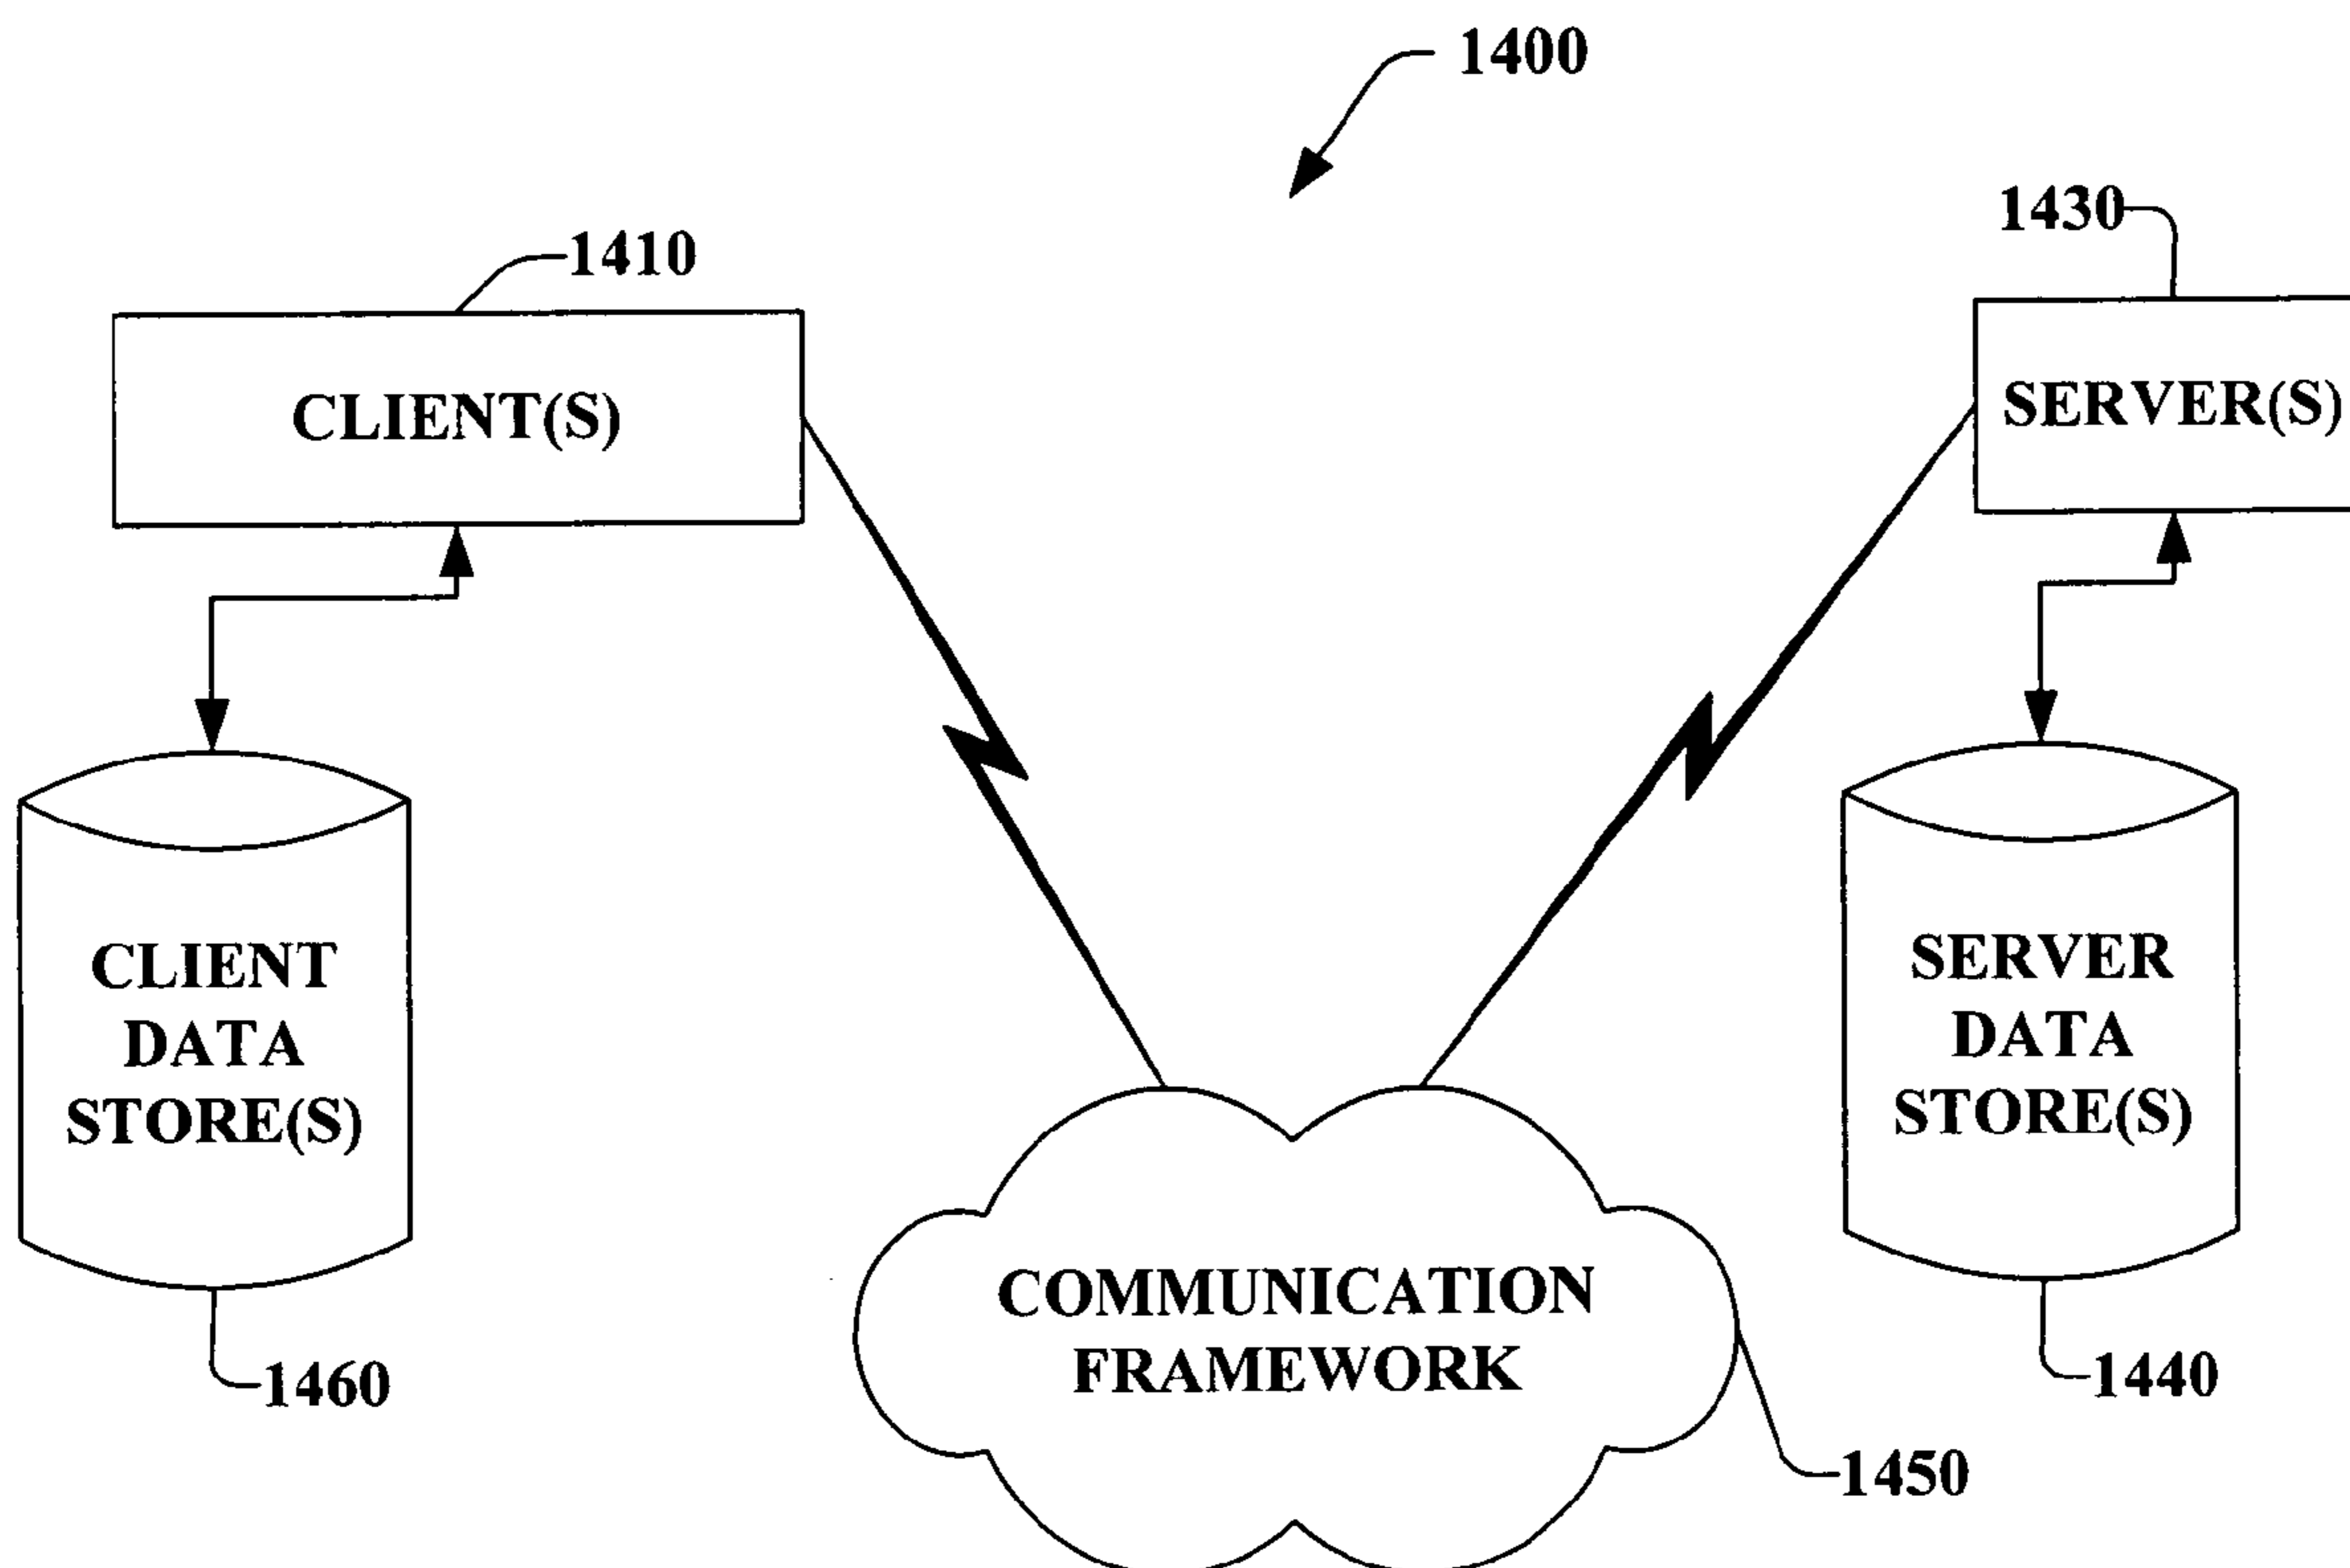 1400
1430
1410
CLIENT(S)
SERVER(S)
CLIENT
DATA
STORE(S)
SERVER
DATA
STORE(S)
COMMUNICATION
FRAMEWORK
1460
1440
1450